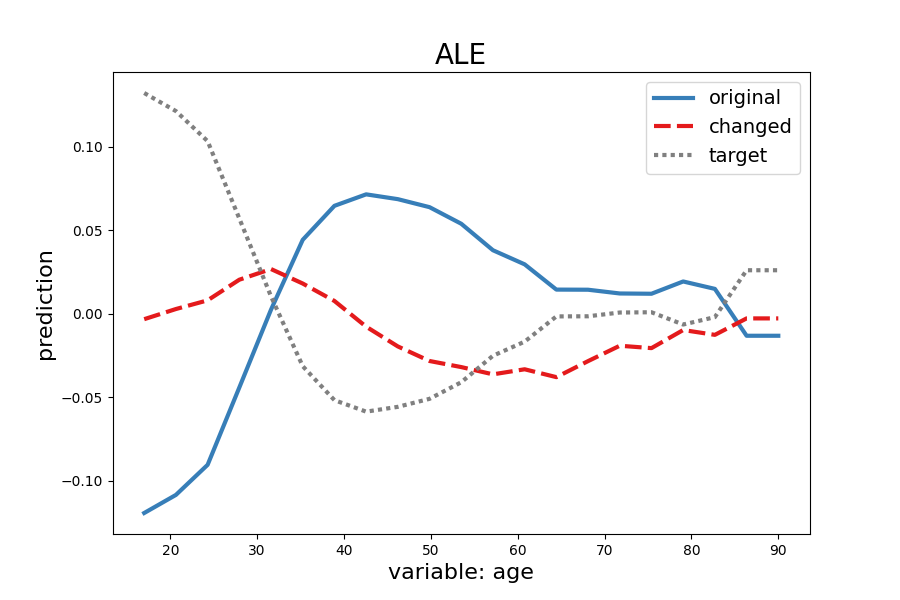 ALE
original
changed
target
prediction
0.10
0.05
0.00
−0.05
−0.10
20 30 40 50 60 70 80 90
variable: age